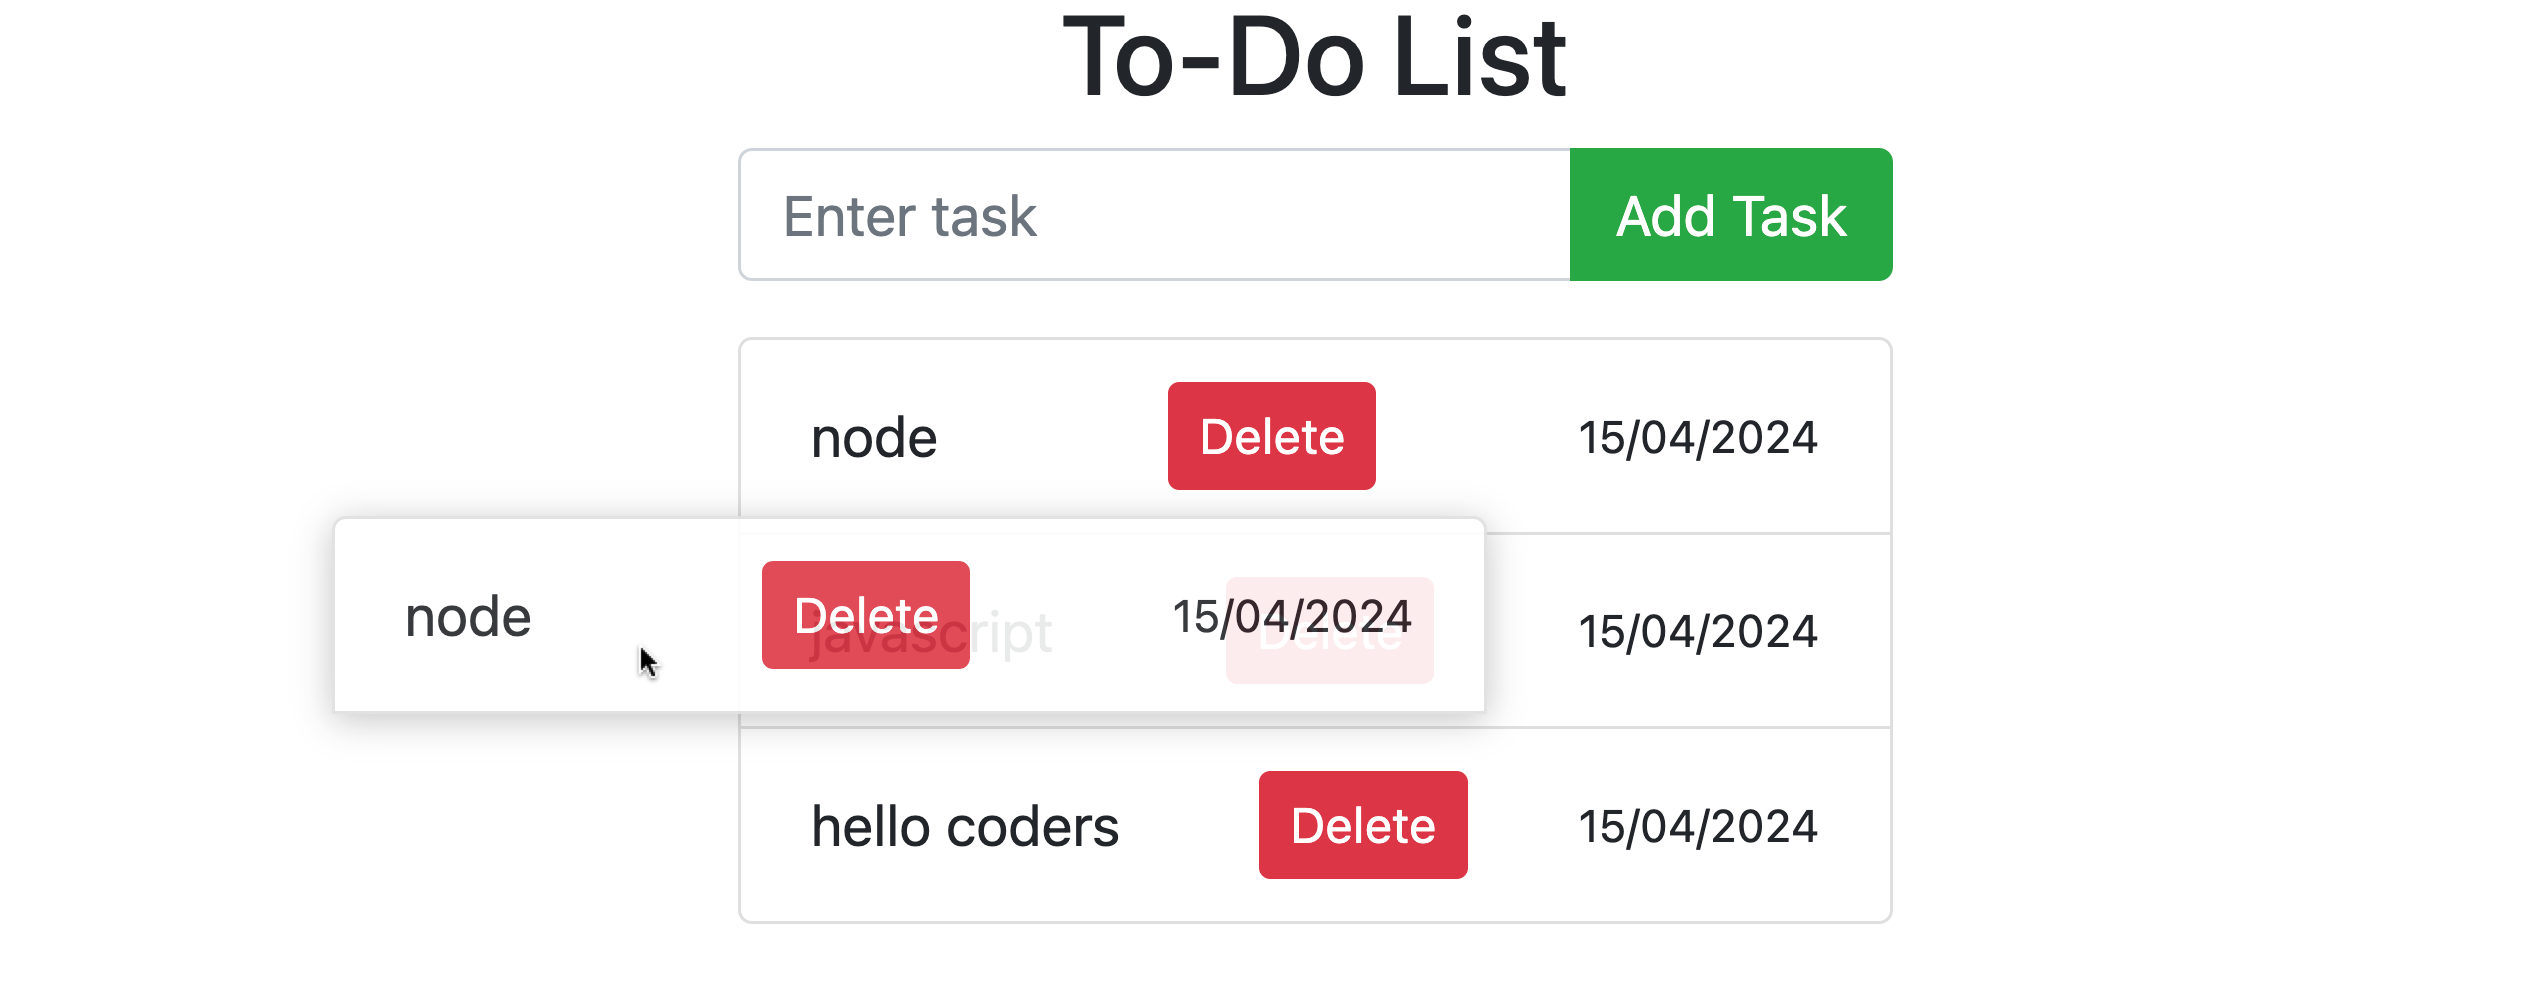 To-Do List
Enter task Add Task
node Delete 15/04/2024
node Delete 15/04/2024
javascript Delete 15/04/2024
hello coders Delete 15/04/2024